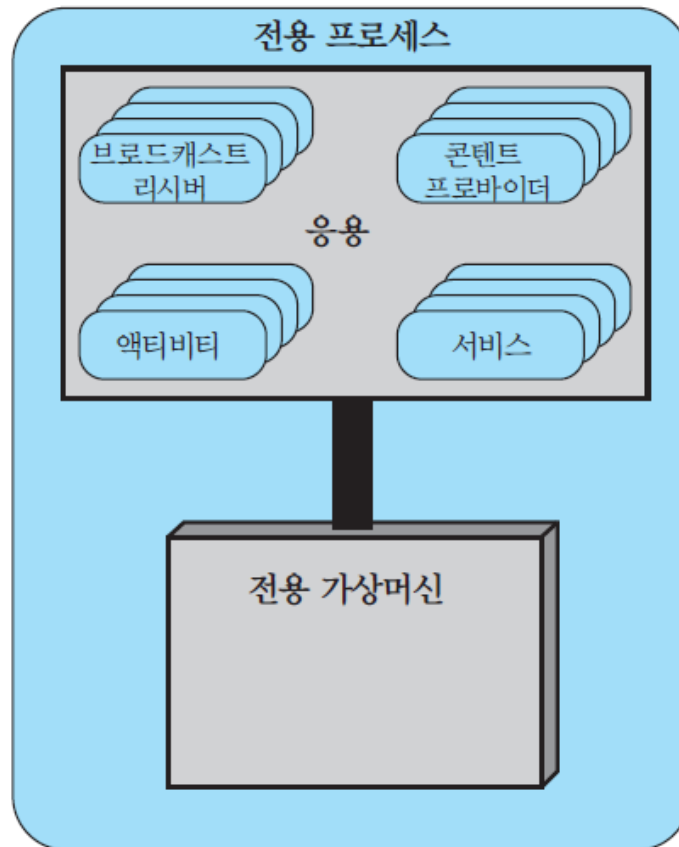 전용 프로세스
브로드캐스트
리시버
콘텐트
프로바이더
응용
액티비티
서비스
전용 가상머신